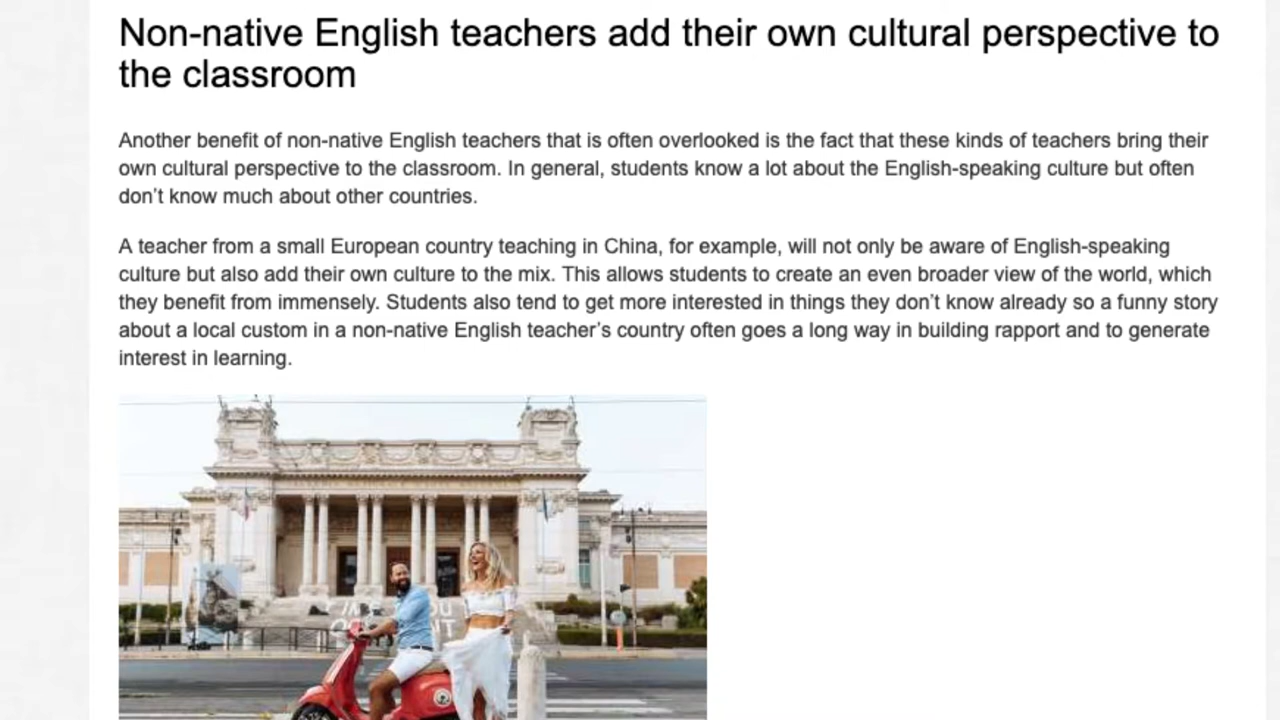 Non-native English teachers add their own cultural perspective to
the classroom
Another benefit of non-native English teachers that is often overlooked is the fact that these kinds of teachers bring their
own cultural perspective to the classroom. In general, students know a lot about the English-speaking culture but often
don’t know much about other countries.
A teacher from a small European country teaching in China, for example, will not only be aware of English-speaking
culture but also add their own culture to the mix. This allows students to create an even broader view of the world, which
they benefit from immensely. Students also tend to get more interested in things they don’t know already so a funny story
about a local custom in a non-native English teacher’s country often goes a long way in building rapport and to generate
interest in learning.